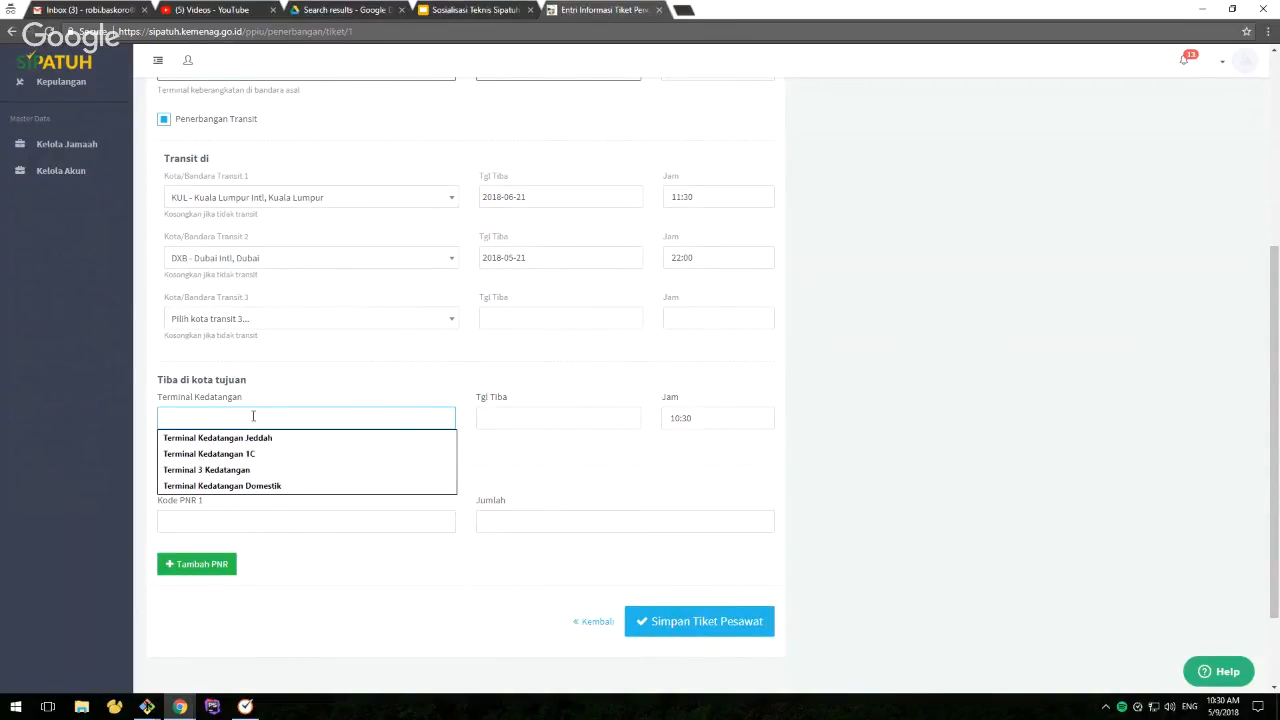 Inbox (1) - robbi.baskoro@
(8) YouTube - YouTube
Search results - Google D
Sosialisasi Teknis Sipatuh
Entri Informasi Tiket Pene
Google
Secure
https://sipatuh.kemenag.go.id/ppiu/penerbangan/tiket/1
SIPATUH
13
Kepulangan
Master Data
Kelola Jamaah
Kelola Akun
Terminal keberangkatan di bandara asal
Penerbangan Transit
Transit di
Kota/Bandara Transit 1
Tgl Tiba
Jam
KUL - Kuala Lumpur Intl, Kuala Lumpur
2018-06-21
11:30
Kosongkan jika tidak transit
Kota/Bandara Transit 2
Tgl Tiba
Jam
DXB - Dubai Intl, Dubai
2018-05-21
22:00
Kosongkan jika tidak transit
Kota/Bandara Transit 3
Tgl Tiba
Jam
Pilih kota transit 3...
Kosongkan jika tidak transit
Tiba di kota tujuan
Terminal Kedatangan
Tgl Tiba
Jam
10:30
Terminal Kedatangan Jeddah
Terminal Kedatangan 1C
Terminal 3 Kedatangan
Terminal Kedatangan Domestik
Kode PNR 1
Jumlah
Tambah PNR
« Kembali
Simpan Tiket Pesawat
Help
ENG
10:30 AM
5/9/2018